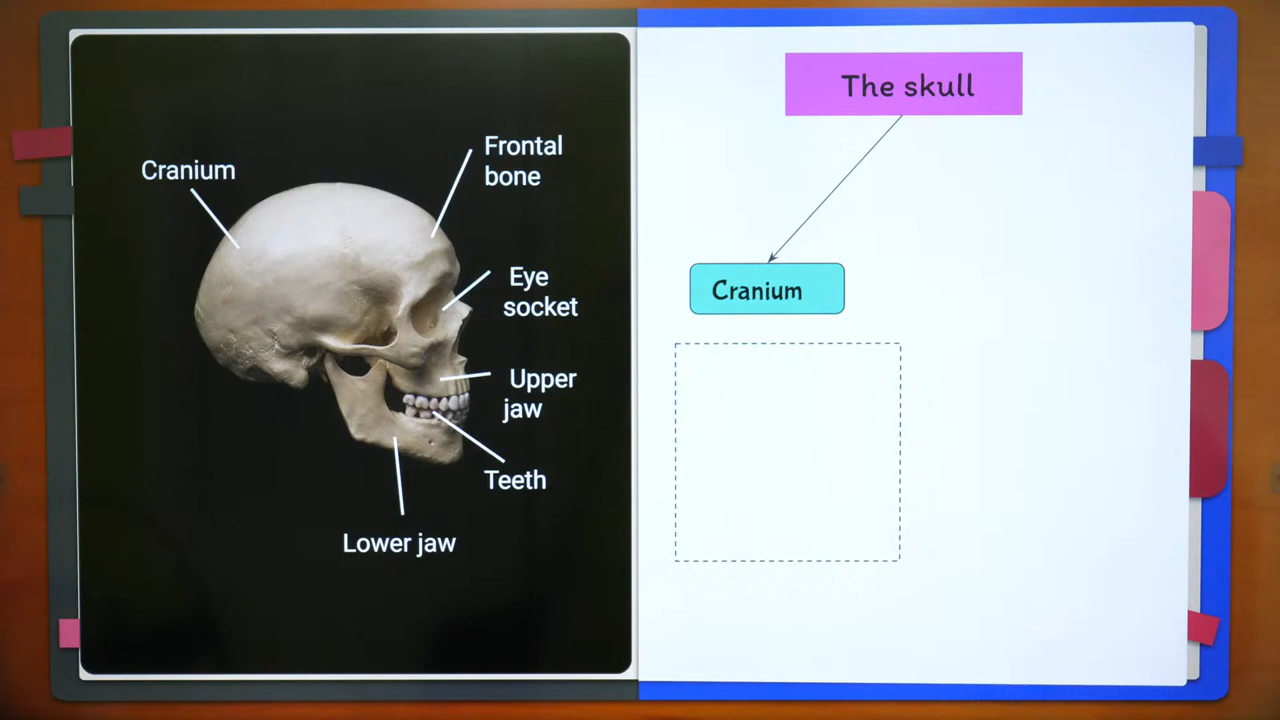 Cranium
Frontal
bone
Eye
socket
Upper
jaw
Teeth
Lower jaw
The skull
Cranium